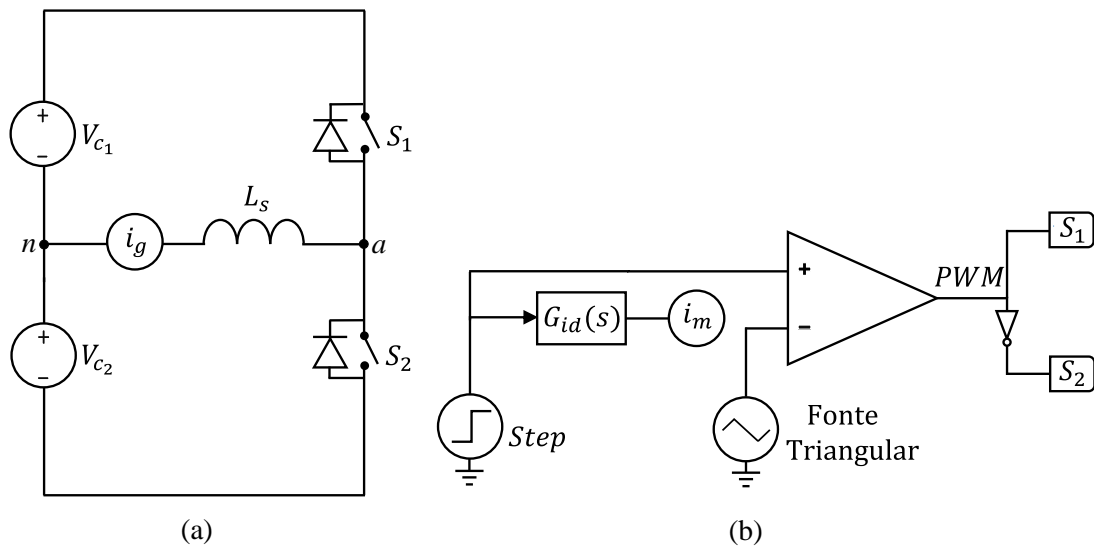 +
−
V_{c_1}
S_1
L_s
n
i_g
a
+
−
V_{c_2}
S_2
(a)
+
−
PWM
S_1
G_{id}(s)
i_m
S_2
Step
Fonte
Triangular
(b)